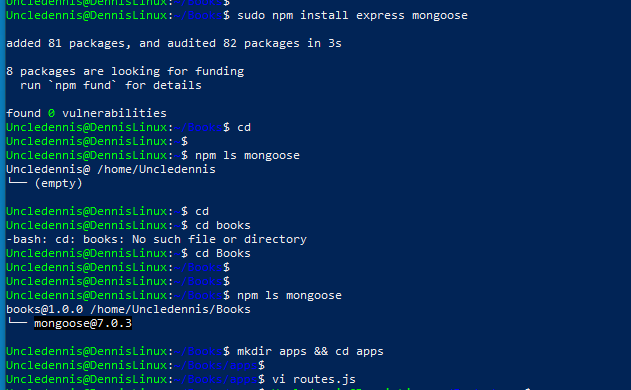 Uncledennis@DennisLinux:~/Books$
Uncledennis@DennisLinux:~/Books$ sudo npm install express mongoose
added 81 packages, and audited 82 packages in 3s
8 packages are looking for funding
run `npm fund` for details
found 0 vulnerabilities
Uncledennis@DennisLinux:~/Books$ cd
Uncledennis@DennisLinux:~$
Uncledennis@DennisLinux:~$ npm ls mongoose
Uncledennis@ /home/Uncledennis
└── (empty)
Uncledennis@DennisLinux:~$ cd
Uncledennis@DennisLinux:~$ cd books
-bash: cd: books: No such file or directory
Uncledennis@DennisLinux:~$ cd Books
Uncledennis@DennisLinux:~/Books$
Uncledennis@DennisLinux:~/Books$
Uncledennis@DennisLinux:~/Books$ npm ls mongoose
books@1.0.0 /home/Uncledennis/Books
└── mongoose@7.0.3
Uncledennis@DennisLinux:~/Books$ mkdir apps && cd apps
Uncledennis@DennisLinux:~/Books/apps$
Uncledennis@DennisLinux:~/Books/apps$ vi routes.js